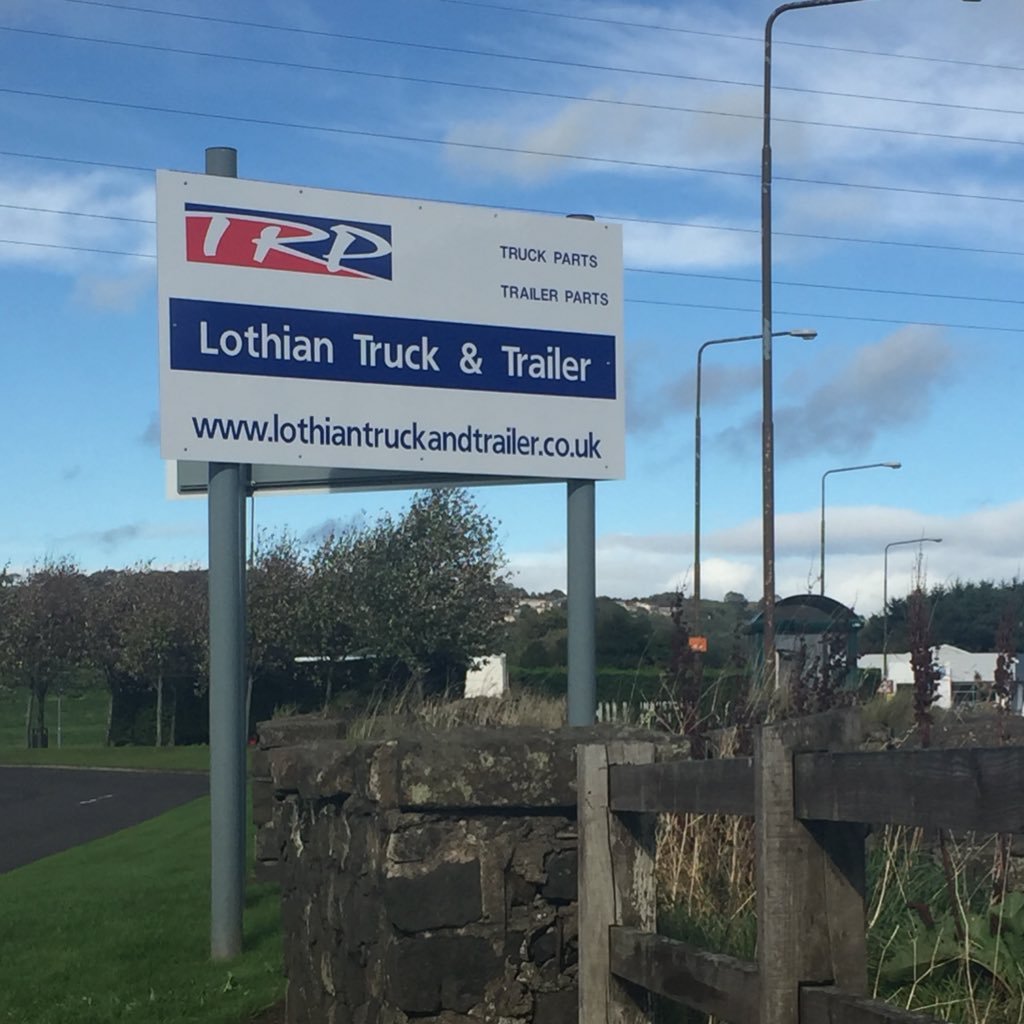 TRP
TRUCK PARTS
TRAILER PARTS
Lothian Truck & Trailer
www.lothiantruckandtrailer.co.uk